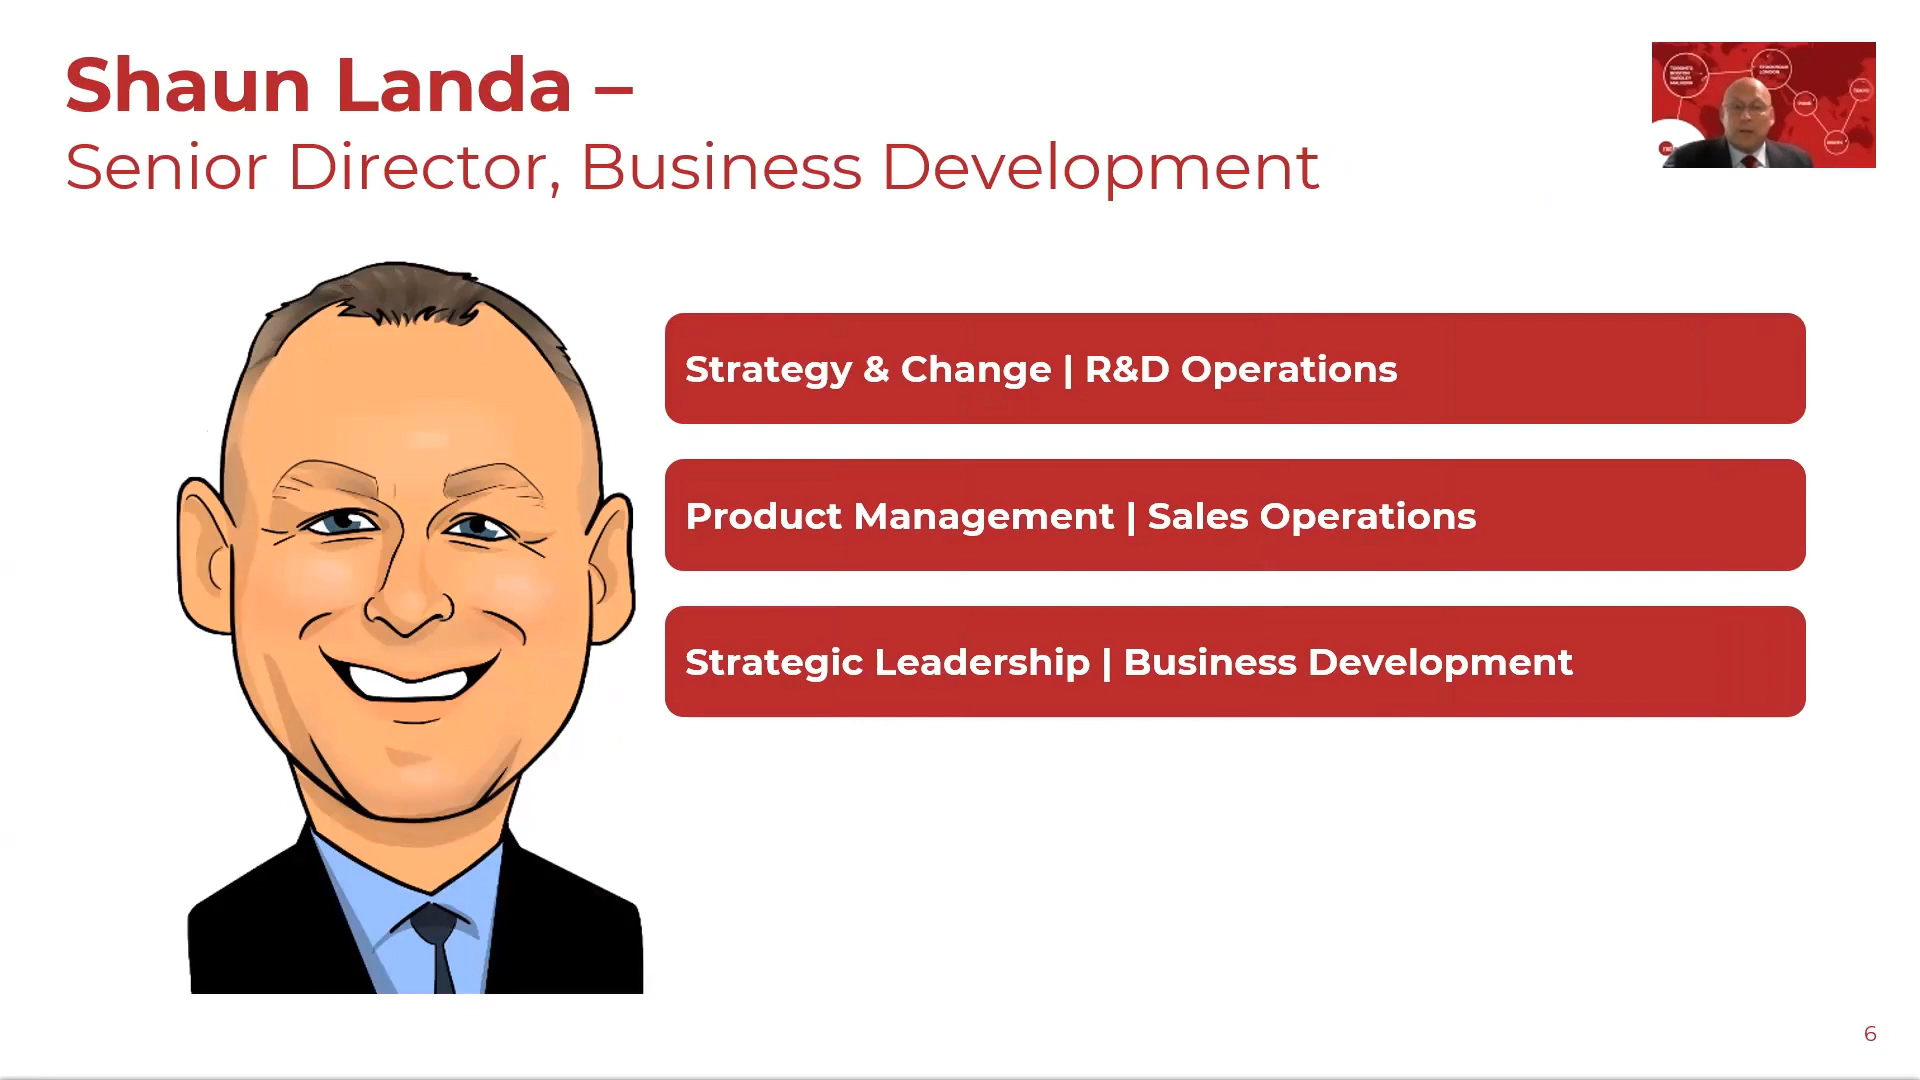 Shaun Landa –
Senior Director, Business Development
Strategy & Change | R&D Operations
Product Management | Sales Operations
Strategic Leadership | Business Development
6